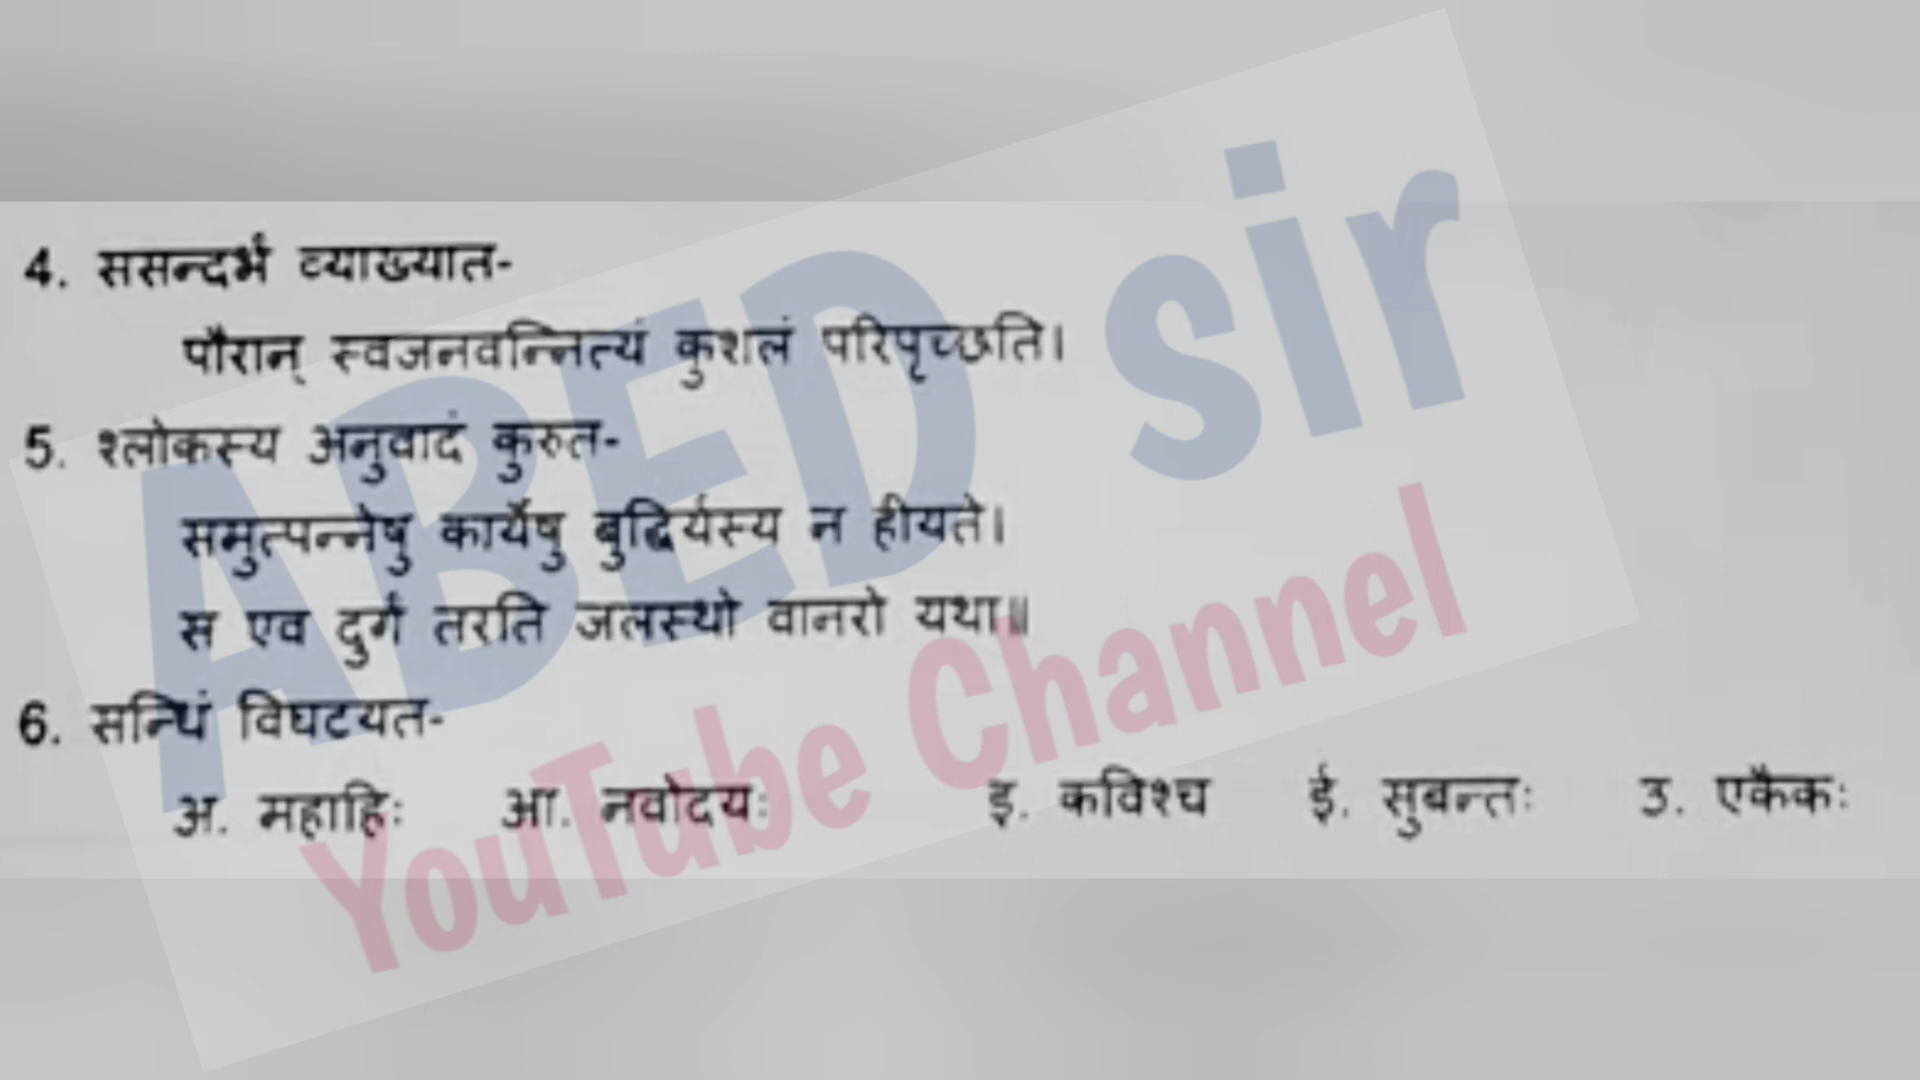 4. ससन्दर्भं व्याख्यात-
पौरान् स्वजनवन्नित्यं कुशलं परिपृच्छति।
5. श्लोकस्य अनुवादं कुरुत-
समुत्पन्नेषु कार्येषु बुद्धिर्यस्य न हीयते।
स एव दुर्गं तरति जलस्थो वानरो यथा॥
6. सन्धिं विघटयत-
अ. महाहिः आ. नवोदयः इ. कविश्च ई. सुबन्तः उ. एकैकः
ABED sir
YouTube Channel